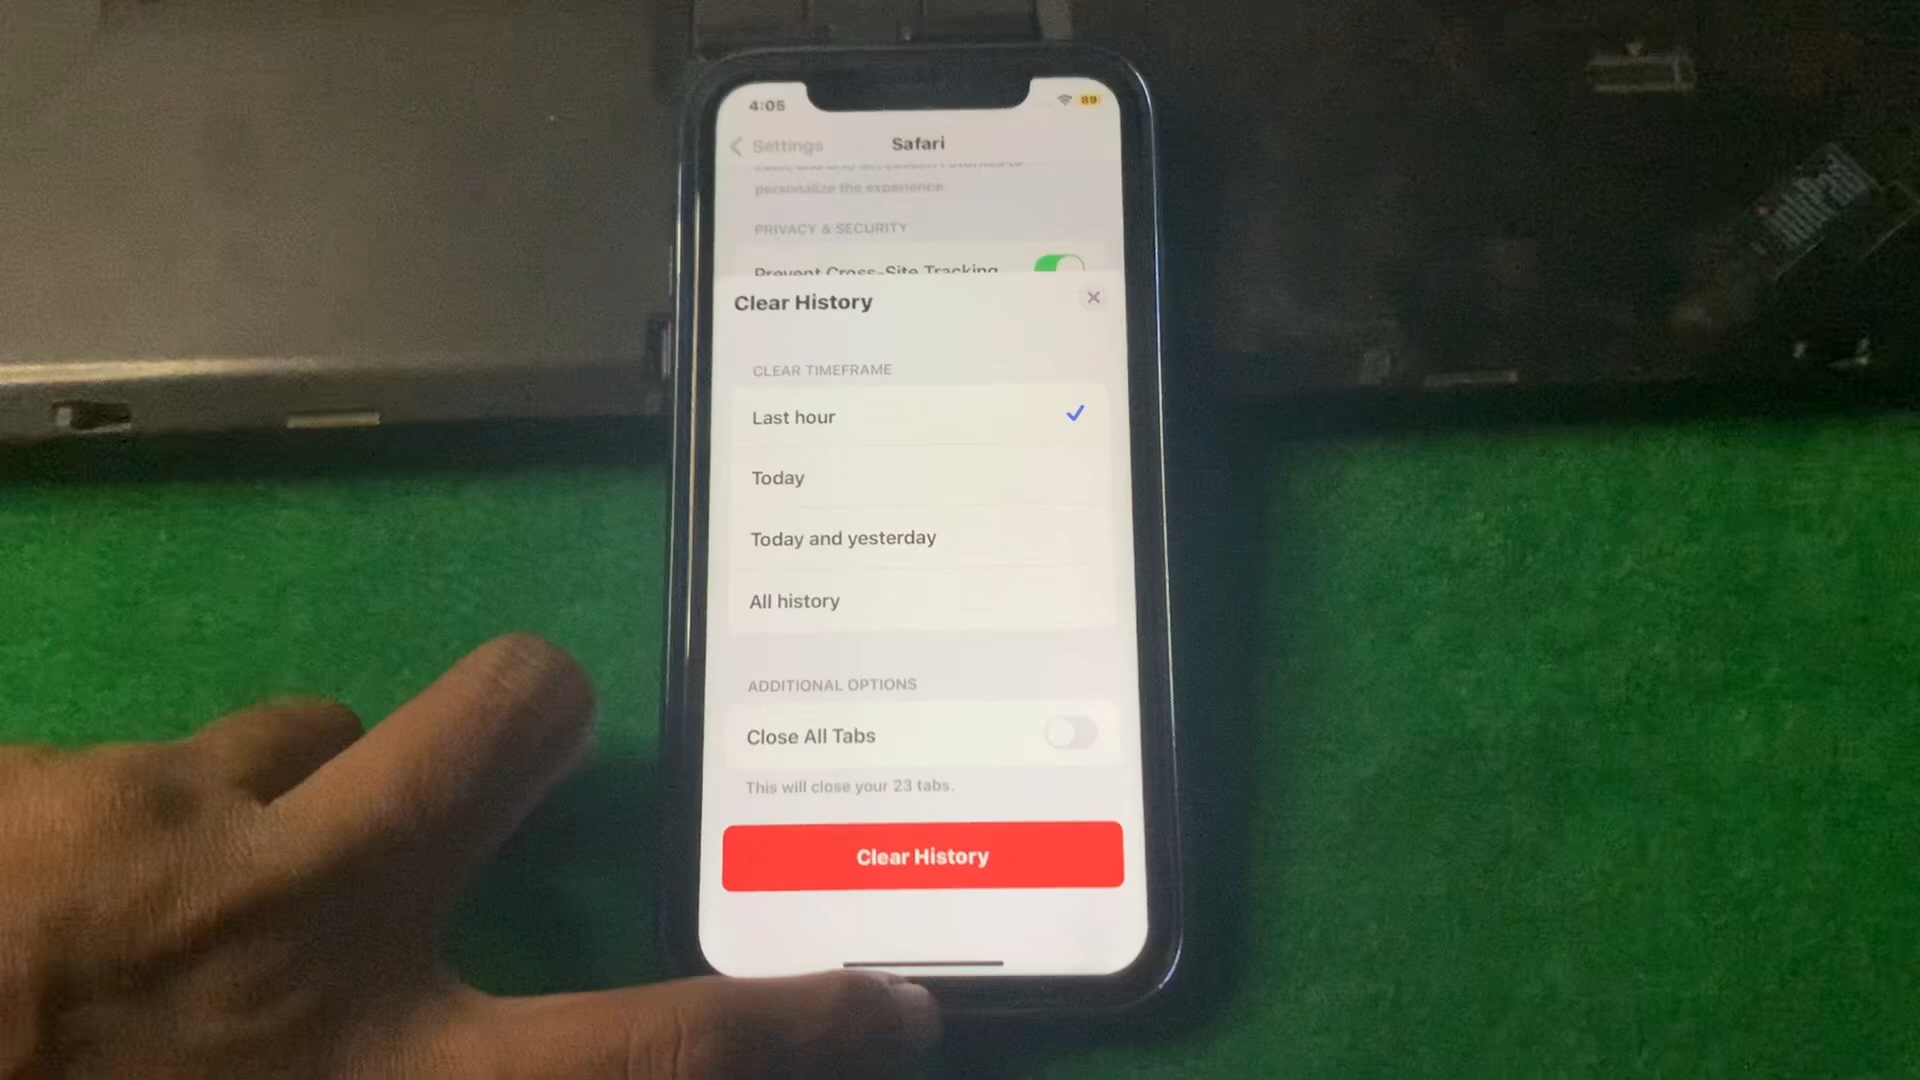 4:05
89
Settings
Safari
personalize the experience.
PRIVACY & SECURITY
Prevent Cross-Site Tracking
Clear History
CLEAR TIMEFRAME
Last hour
Today
Today and yesterday
All history
ADDITIONAL OPTIONS
Close All Tabs
This will close your 23 tabs.
Clear History